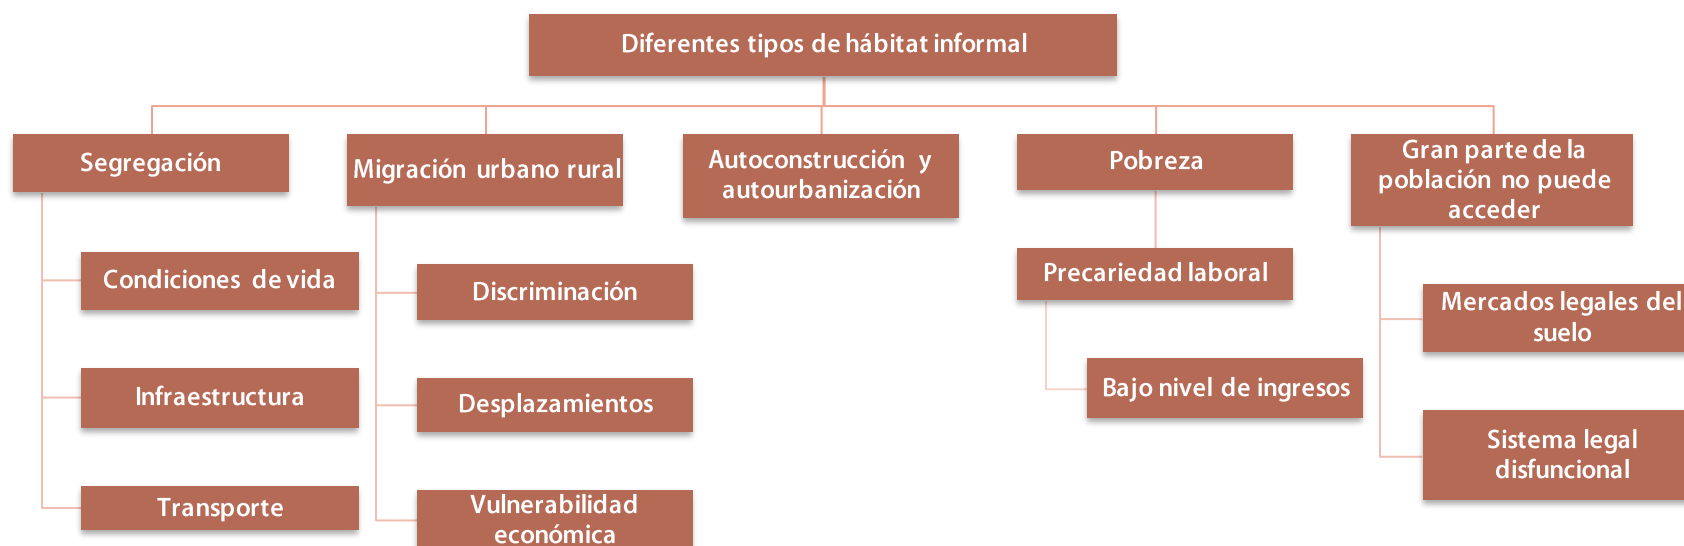 Diferentes tipos de hábitat informal
Segregación
Condiciones de vida
Infraestructura
Transporte
Migración urbano rural
Discriminación
Desplazamientos
Vulnerabilidad
económica
Autoconstrucción y
autourbanización
Pobreza
Precariedad laboral
Bajo nivel de ingresos
Gran parte de la
población no puede
acceder
Mercados legales del
suelo
Sistema legal
disfuncional